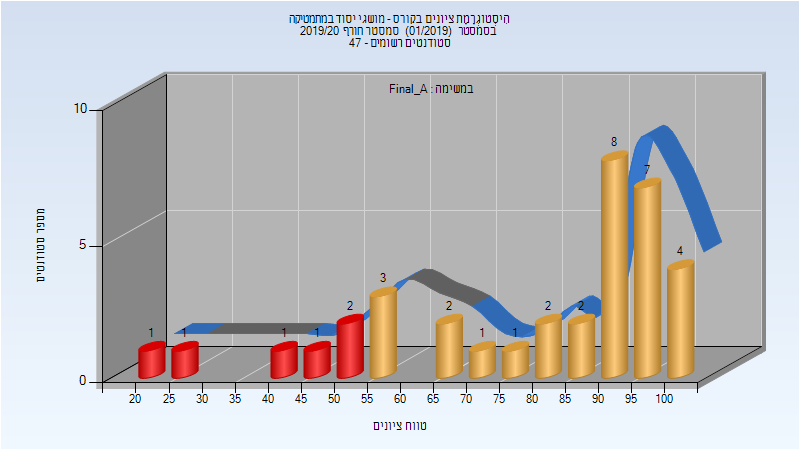 היסטוגרמת ציונים בקורס - מושגי יסוד במתמטיקה
בסמסטר (01/2019) סמסטר חורף 2019/20
סטודנטים רשומים - 47
במשימה : Final_A
מספר סטודנטים
10
5
0
1 1 1 1 2 3 2 1 1 2 2 8 7 4
20 25 30 35 40 45 50 55 60 65 70 75 80 85 90 95 100
טווח ציונים